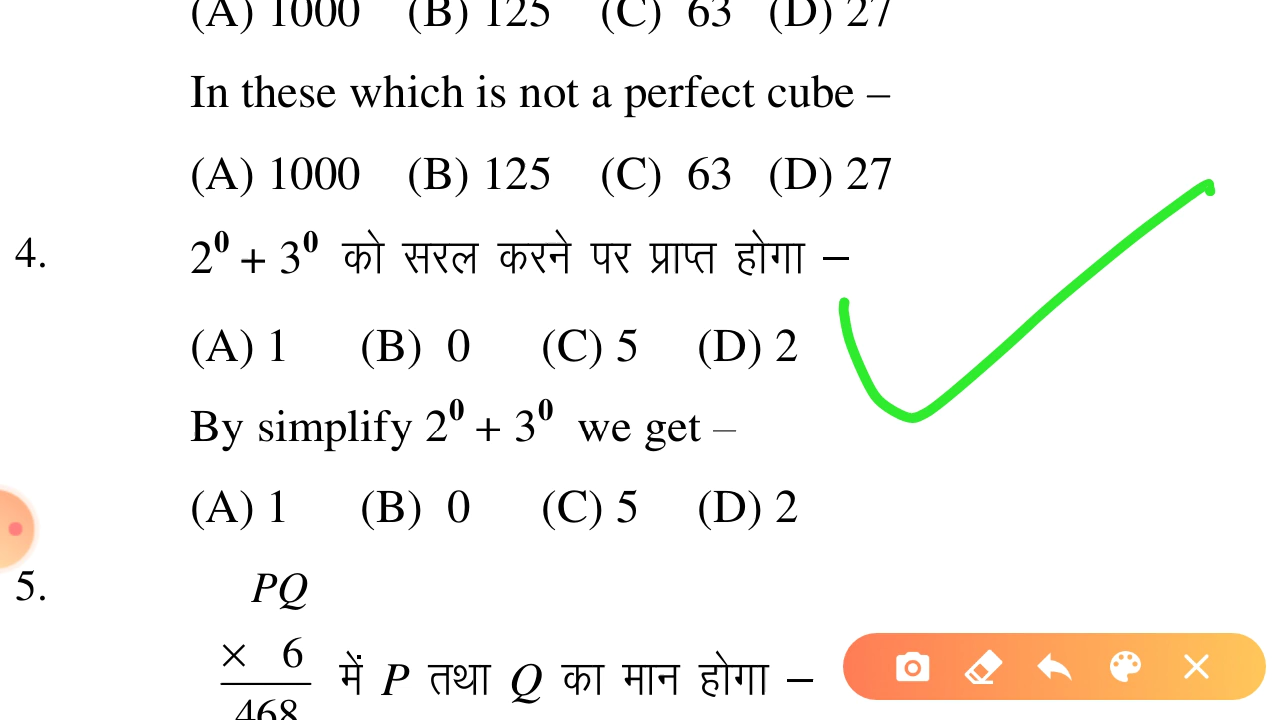 (A) 1000 (B) 125 (C) 63 (D) 27
In these which is not a perfect cube –
(A) 1000 (B) 125 (C) 63 (D) 27
4. 2⁰ + 3⁰ को सरल करने पर प्राप्त होगा –
(A) 1 (B) 0 (C) 5 (D) 2
By simplify 2⁰ + 3⁰ we get –
(A) 1 (B) 0 (C) 5 (D) 2
5. PQ
× 6 में P तथा Q का मान होगा –
468